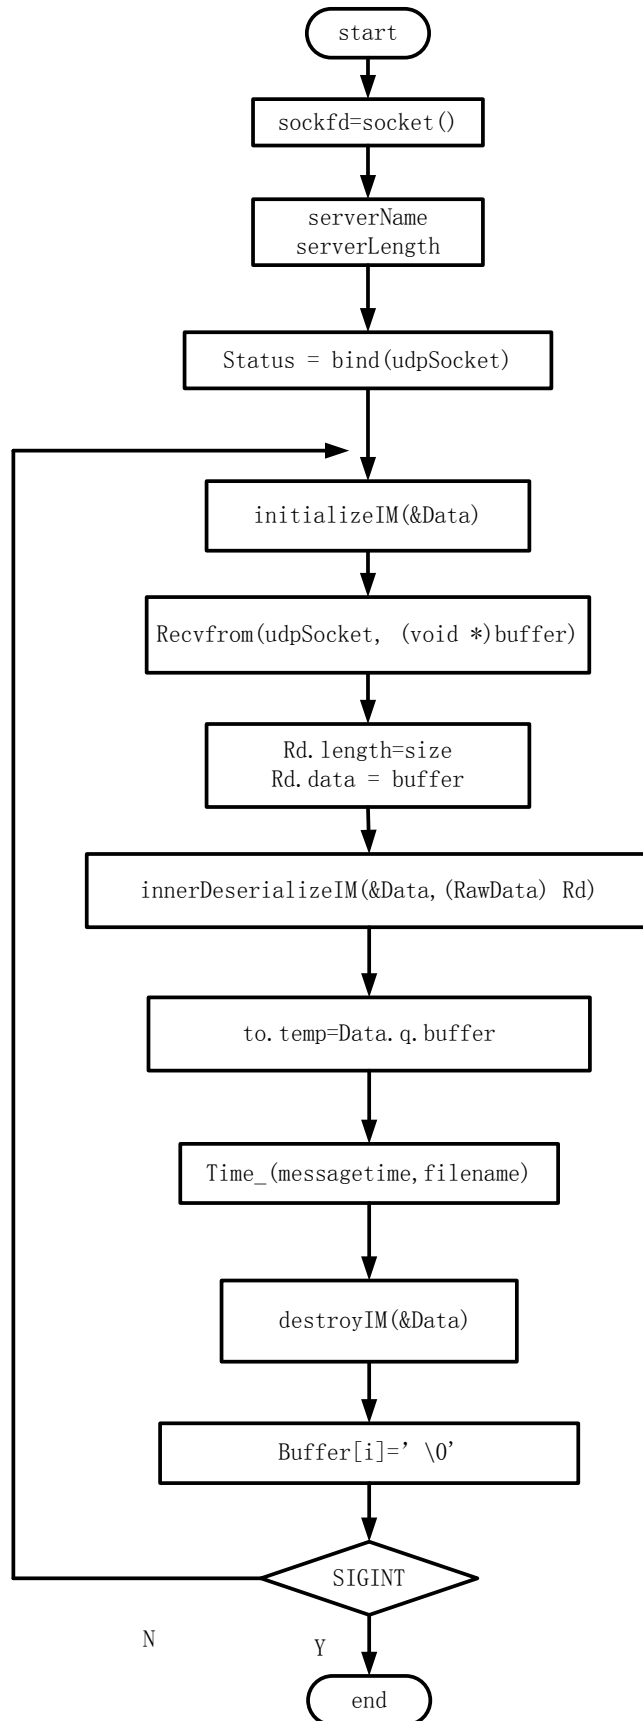 start
sockfd=socket()
serverName
serverLength
Status = bind(udpSocket)
initializeIM(&Data)
Recvfrom(udpSocket, (void *)buffer)
Rd.length=size
Rd.data = buffer
innerDeserializeIM(&Data,(RawData) Rd)
to.temp=Data.q.buffer
Time_(messagetime,filename)
destroyIM(&Data)
Buffer[i]=' \0'
SIGINT
N
Y
end